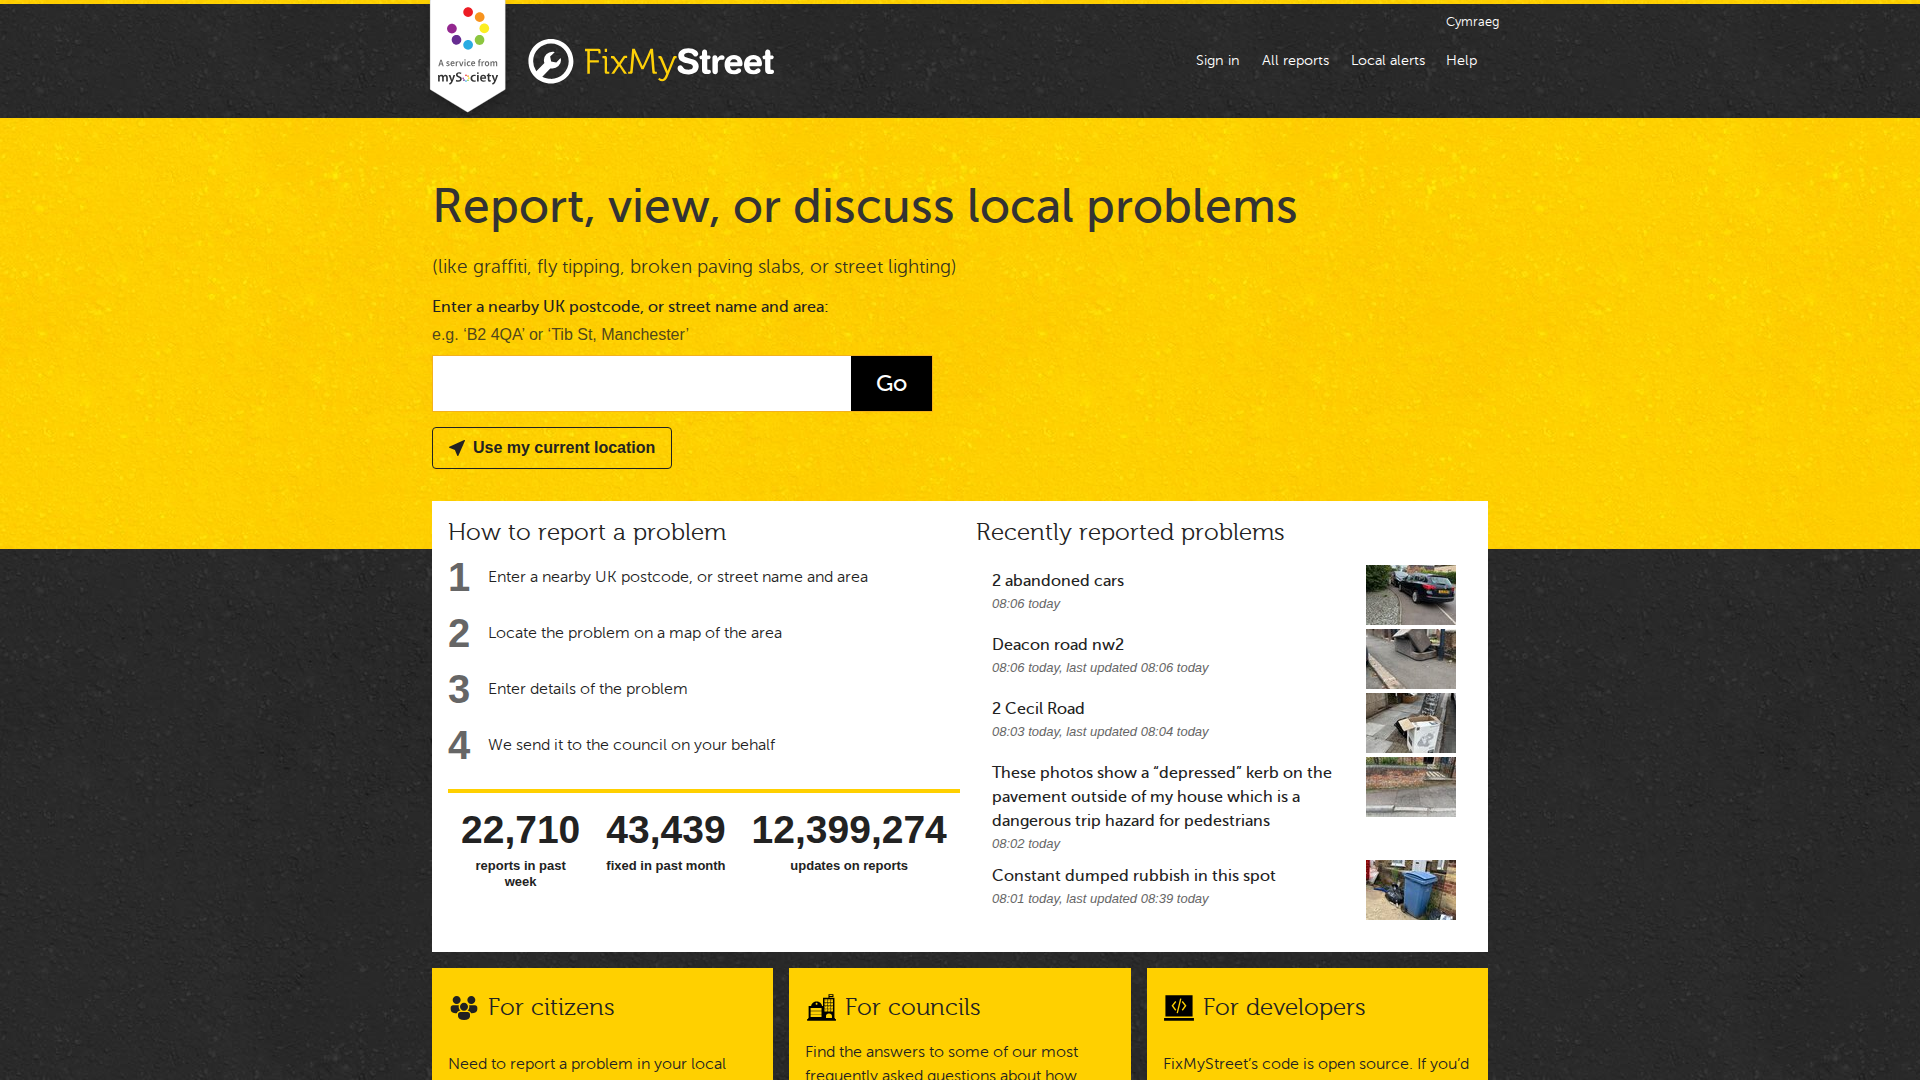 Cymraeg
A service from
mySociety
FixMyStreet
Sign in
All reports
Local alerts
Help
Report, view, or discuss local problems
(like graffiti, fly tipping, broken paving slabs, or street lighting)
Enter a nearby UK postcode, or street name and area:
e.g. ‘B2 4QA’ or ‘Tib St, Manchester’
Go
Use my current location
How to report a problem
1 Enter a nearby UK postcode, or street name and area
2 Locate the problem on a map of the area
3 Enter details of the problem
4 We send it to the council on your behalf
22,710
reports in past
week
43,439
fixed in past month
12,399,274
updates on reports
Recently reported problems
2 abandoned cars
08:06 today
Deacon road nw2
08:06 today, last updated 08:06 today
2 Cecil Road
08:03 today, last updated 08:04 today
These photos show a “depressed” kerb on the
pavement outside of my house which is a
dangerous trip hazard for pedestrians
08:02 today
Constant dumped rubbish in this spot
08:01 today, last updated 08:39 today
For citizens
Need to report a problem in your local
For councils
Find the answers to some of our most
frequently asked questions about how
For developers
FixMyStreet’s code is open source. If you’d